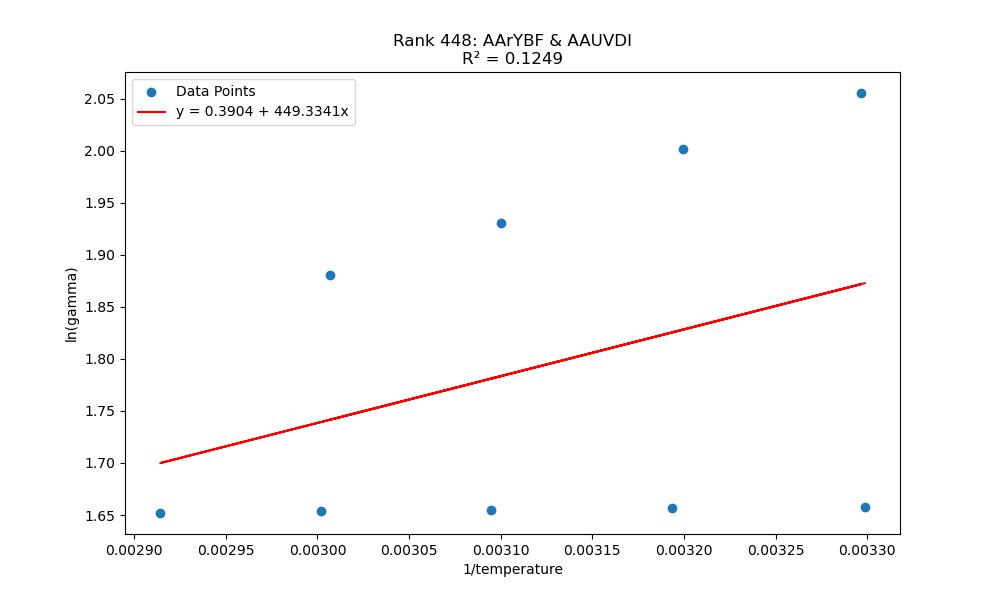 Rank 448: AArYBF & AAUVDI
R² = 0.1249
Data Points
y = 0.3904 + 449.3341x
2.05
2.00
1.95
1.90
1.85
1.80
1.75
1.70
1.65
ln(gamma)
0.00290 0.00295 0.00300 0.00305 0.00310 0.00315 0.00320 0.00325 0.00330
1/temperature